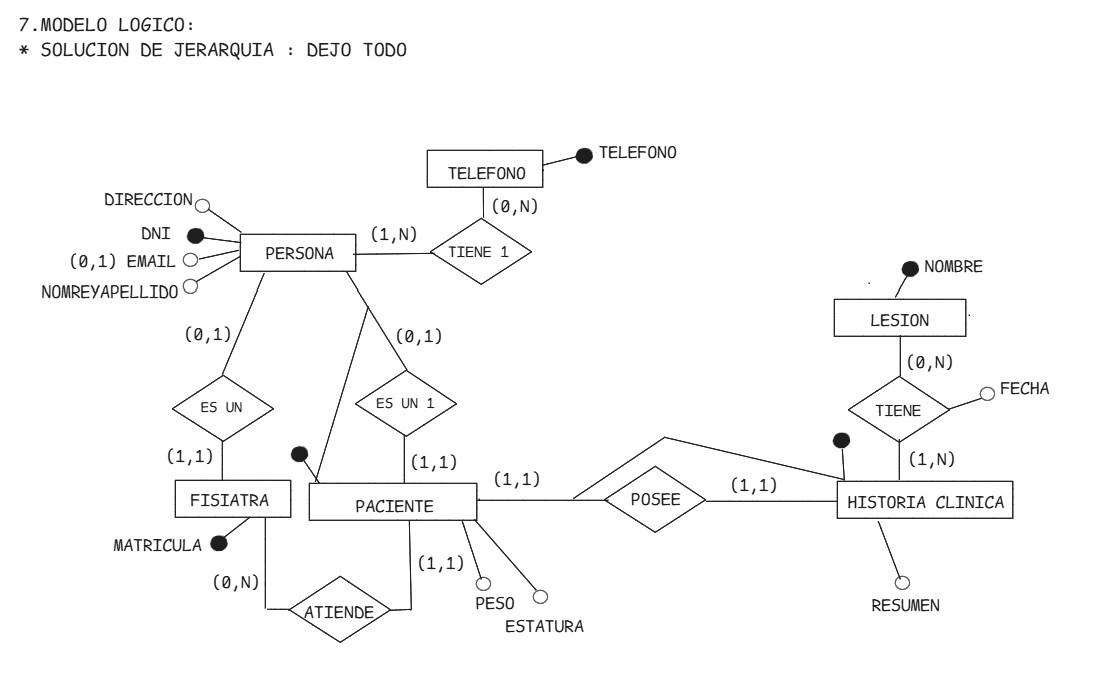 7.MODELO LOGICO:
* SOLUCION DE JERARQUIA : DEJO TODO
TELEFONO
TELEFONO
(0,N)
DIRECCION
DNI
(0,1) EMAIL
NOMREYAPELLIDO
PERSONA
(1,N)
TIENE 1
(0,1)
(0,1)
ES UN
ES UN 1
(1,1)
(1,1)
FISIATRA
MATRICULA
PACIENTE
(1,1)
POSEE
(1,1)
(0,N)
ATIENDE
(1,1)
PESO
ESTATURA
NOMBRE
LESION
(0,N)
TIENE
FECHA
(1,N)
HISTORIA CLINICA
RESUMEN